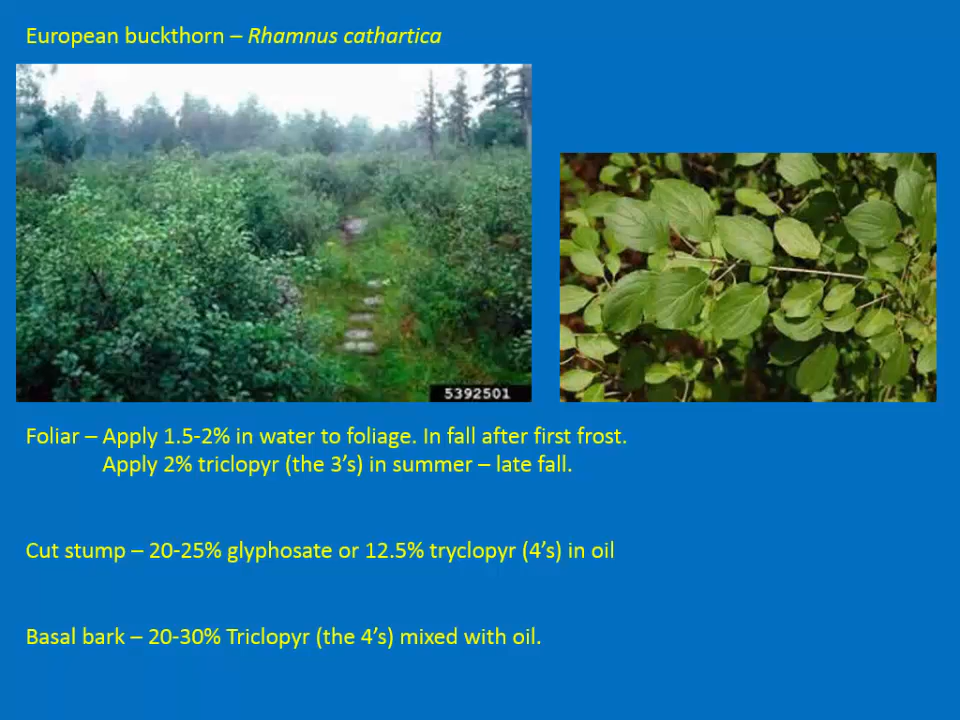 European buckthorn – Rhamnus cathartica
5392501
Foliar – Apply 1.5-2% in water to foliage. In fall after first frost.
Apply 2% triclopyr (the 3’s) in summer – late fall.
Cut stump – 20-25% glyphosate or 12.5% tryclopyr (4’s) in oil
Basal bark – 20-30% Triclopyr (the 4’s) mixed with oil.